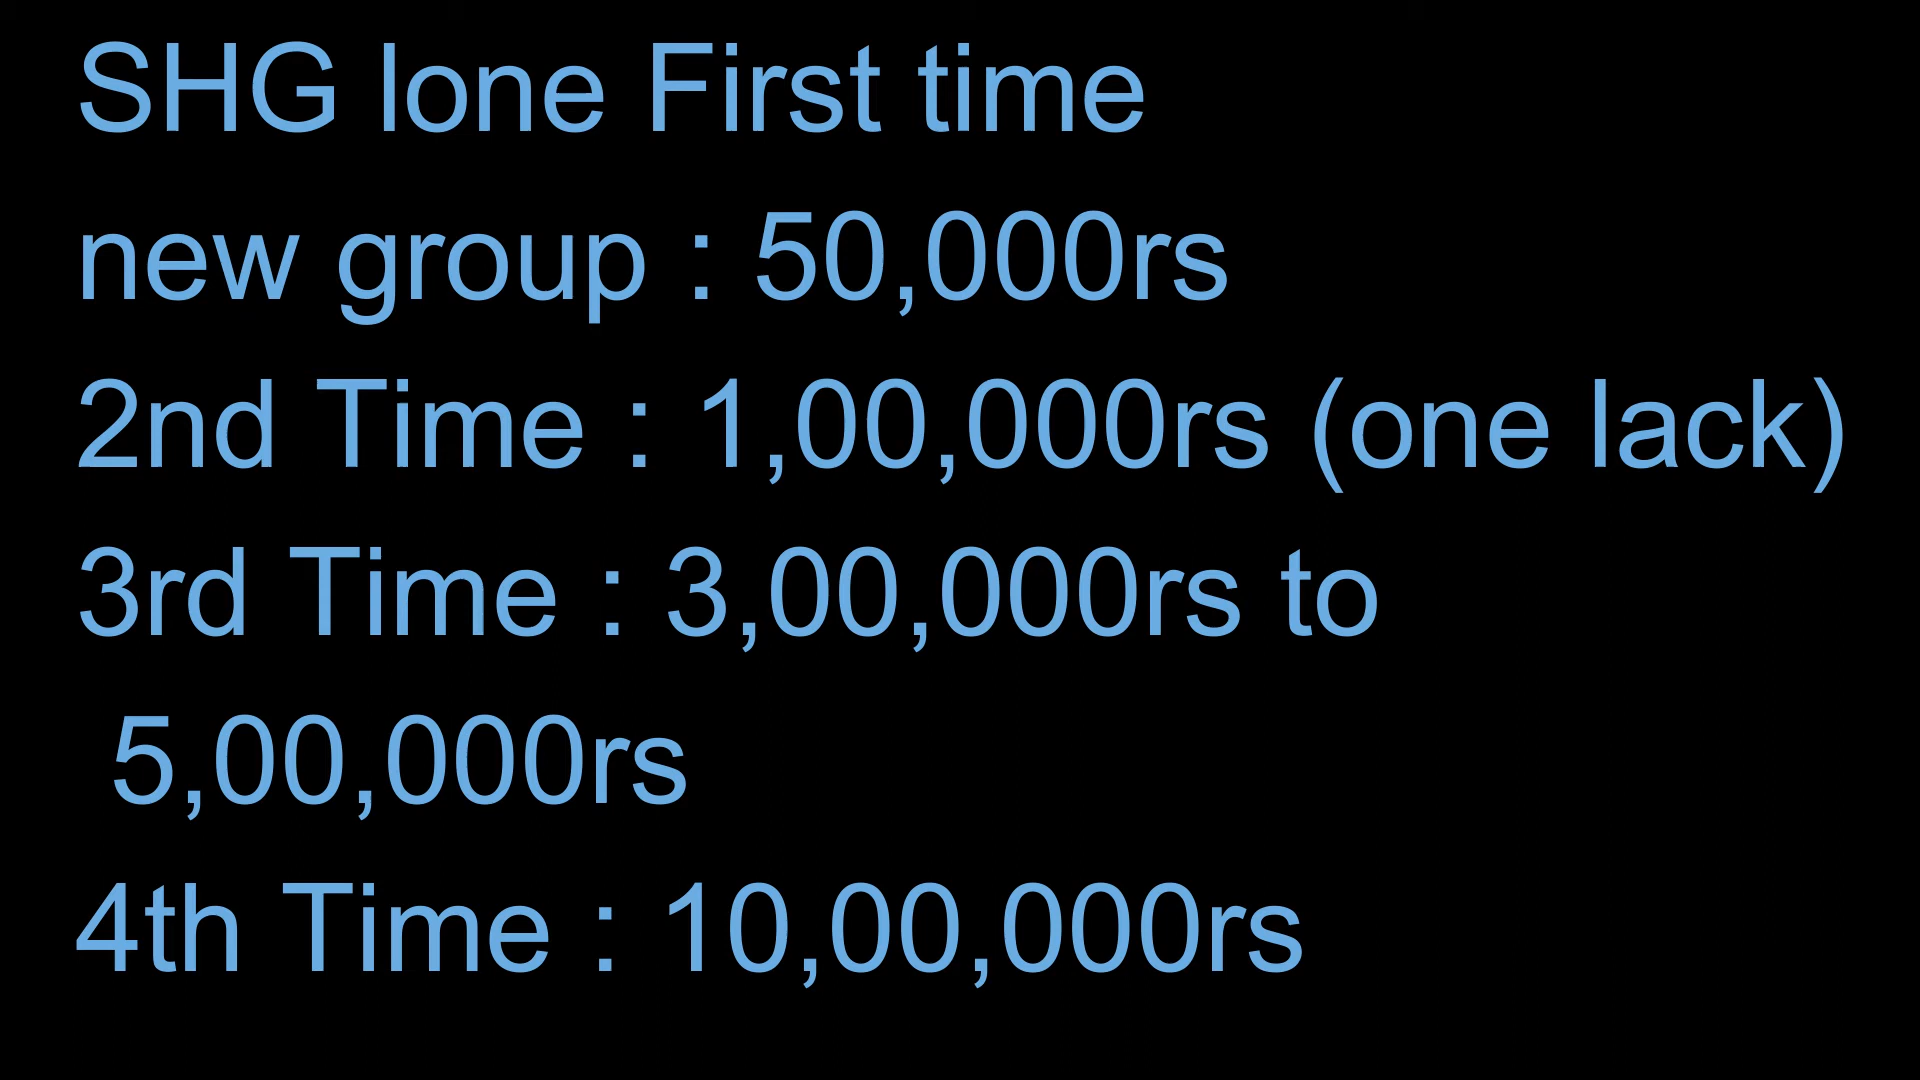 SHG lone First time
new group : 50,000rs
2nd Time : 1,00,000rs (one lack)
3rd Time : 3,00,000rs to
5,00,000rs
4th Time : 10,00,000rs